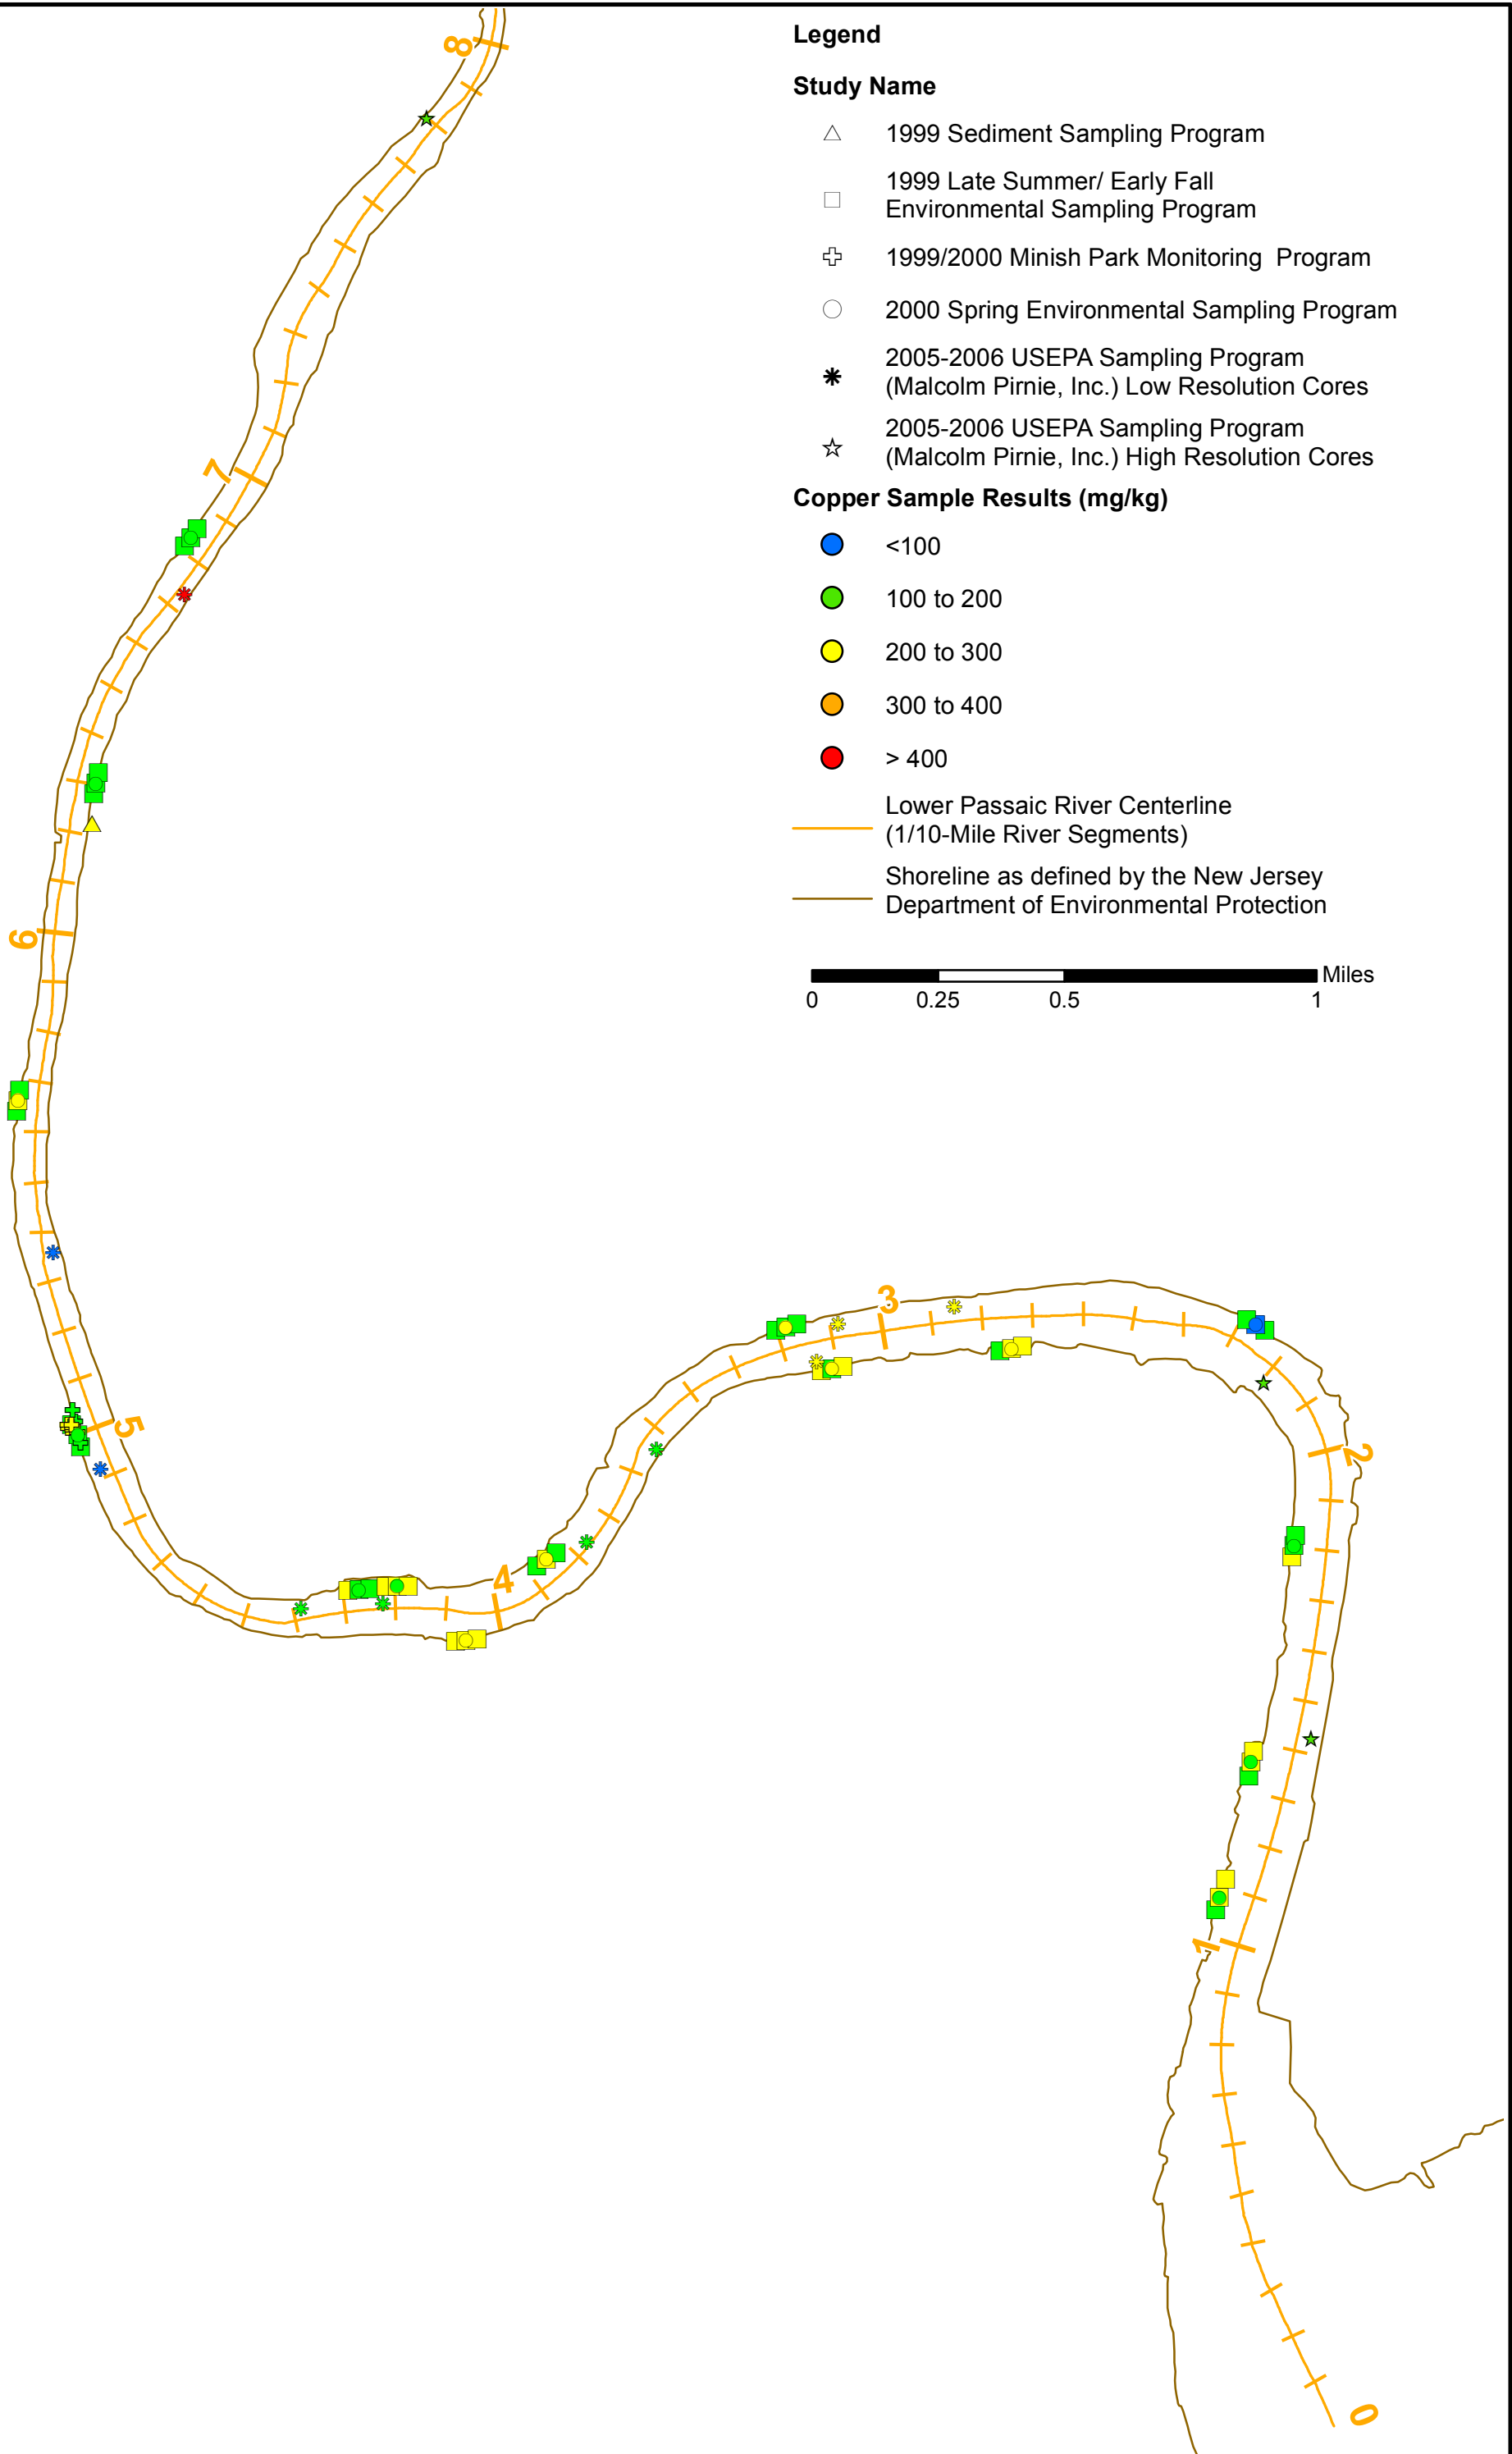 Legend
Study Name
1999 Sediment Sampling Program
1999 Late Summer/ Early Fall
Environmental Sampling Program
1999/2000 Minish Park Monitoring Program
2000 Spring Environmental Sampling Program
2005-2006 USEPA Sampling Program
(Malcolm Pirnie, Inc.) Low Resolution Cores
2005-2006 USEPA Sampling Program
(Malcolm Pirnie, Inc.) High Resolution Cores
Copper Sample Results (mg/kg)
<100
100 to 200
200 to 300
300 to 400
> 400
Lower Passaic River Centerline
(1/10-Mile River Segments)
Shoreline as defined by the New Jersey
Department of Environmental Protection
Miles
0 0.25 0.5 1
8
7
6
5
4
3
2
1
0